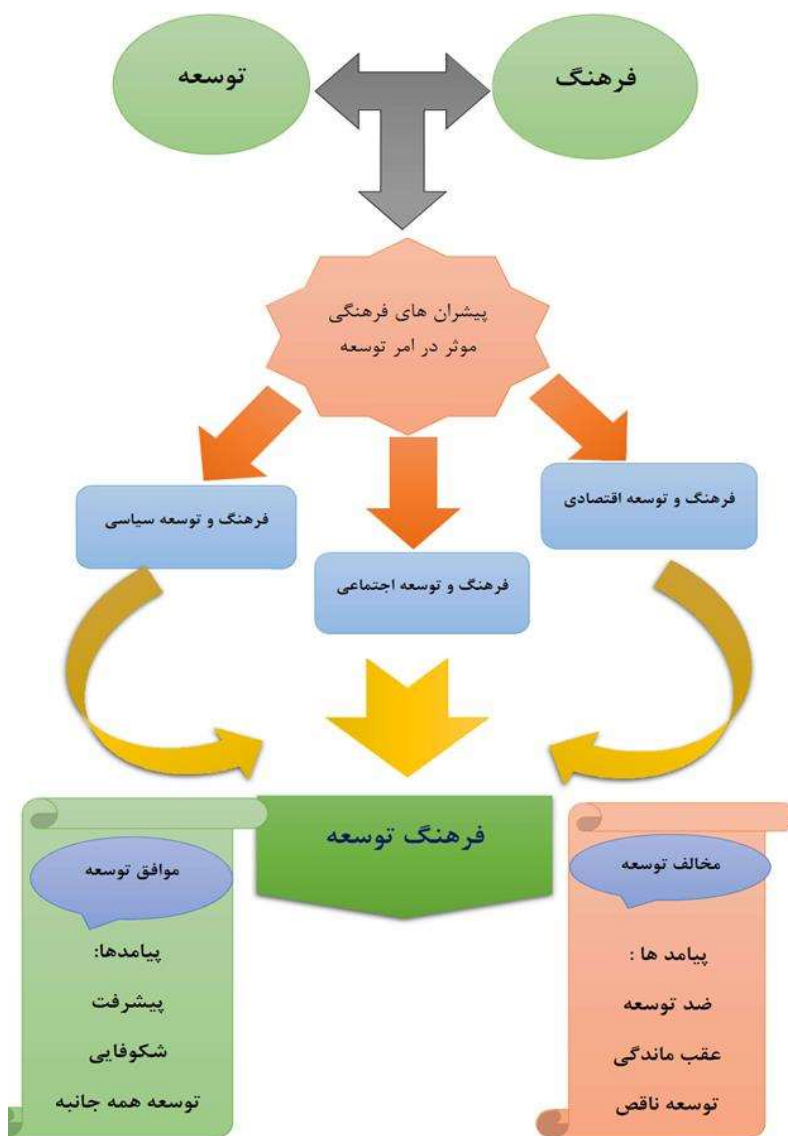 فرهنگ
توسعه
پیشران های فرهنگی
موثر در امر توسعه
فرهنگ و توسعه اقتصادی
فرهنگ و توسعه سیاسی
فرهنگ و توسعه اجتماعی
فرهنگ توسعه
مخالف توسعه
پیامد ها :
ضد توسعه
عقب ماندگی
توسعه ناقص
موافق توسعه
پیامدها:
پیشرفت
شکوفایی
توسعه همه جانبه